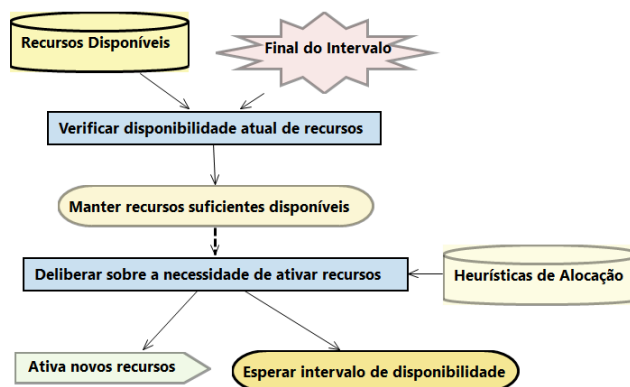 Recursos Disponíveis
Final do Intervalo
Verificar disponibilidade atual de recursos
Manter recursos suficientes disponíveis
Deliberar sobre a necessidade de ativar recursos
Heurísticas de Alocação
Ativa novos recursos
Esperar intervalo de disponibilidade